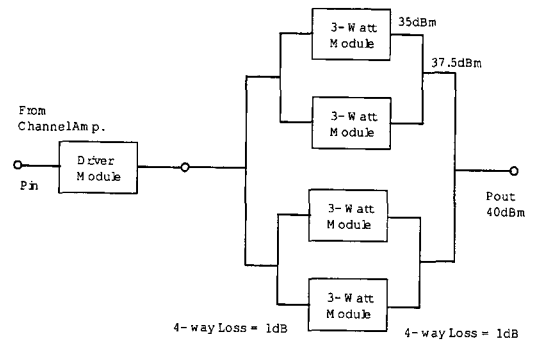 3-Watt
Module
35dBm
37.5dBm
3-Watt
Module
From
ChannelAmp.
Driver
Module
Pin
Pout
40dBm
3-Watt
Module
3-Watt
Module
4-way Loss = 1dB
4-way Loss = 1dB